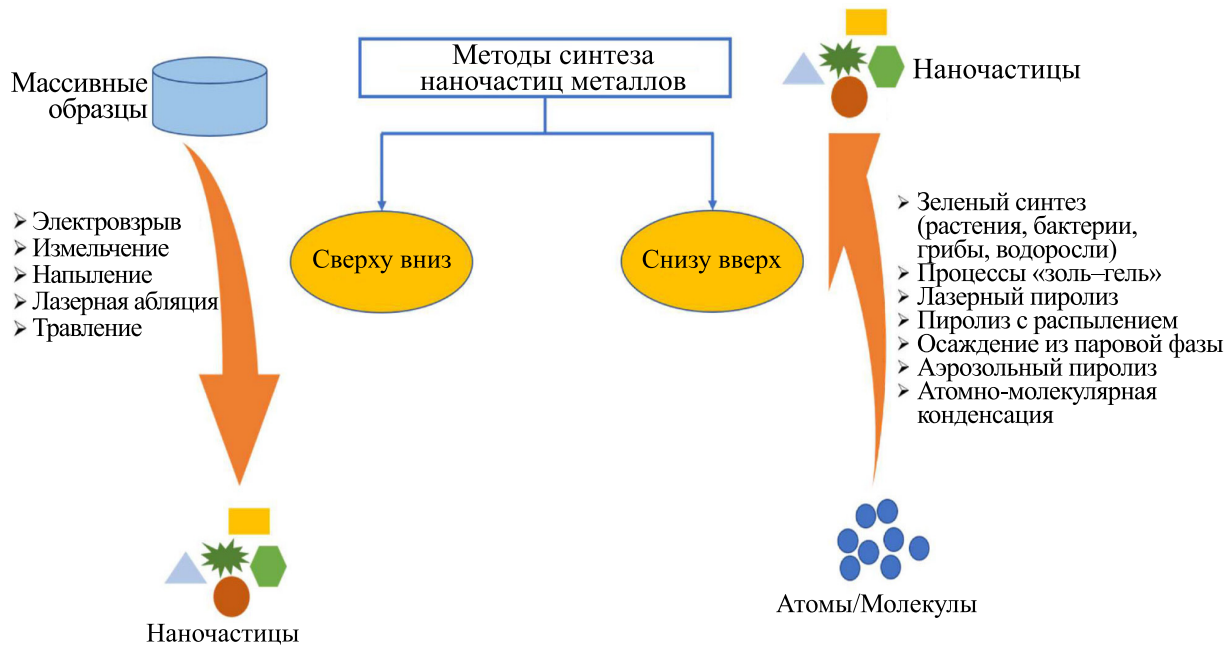 Методы синтеза
наночастиц металлов
Массивные
образцы
Наночастицы
Электровзрыв
Измельчение
Напыление
Лазерная абляция
Травление
Сверху вниз
Снизу вверх
Зеленый синтез
(растения, бактерии,
грибы, водоросли)
Процессы «золь–гель»
Лазерный пиролиз
Пиролиз с распылением
Осаждение из паровой фазы
Аэрозольный пиролиз
Атомно-молекулярная
конденсация
Наночастицы
Атомы/Молекулы